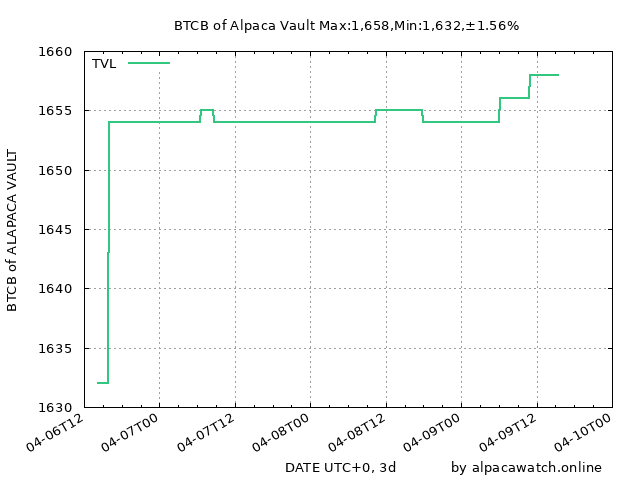 BTCB of Alpaca Vault Max:1,658,Min:1,632,±1.56%
TVL
1660
1655
1650
1645
1640
1635
1630
BTCB of ALAPACA VAULT
04-06T12
04-07T00
04-07T12
04-08T00
04-08T12
04-09T00
04-09T12
04-10T00
DATE UTC+0, 3d
by alpacawatch.online